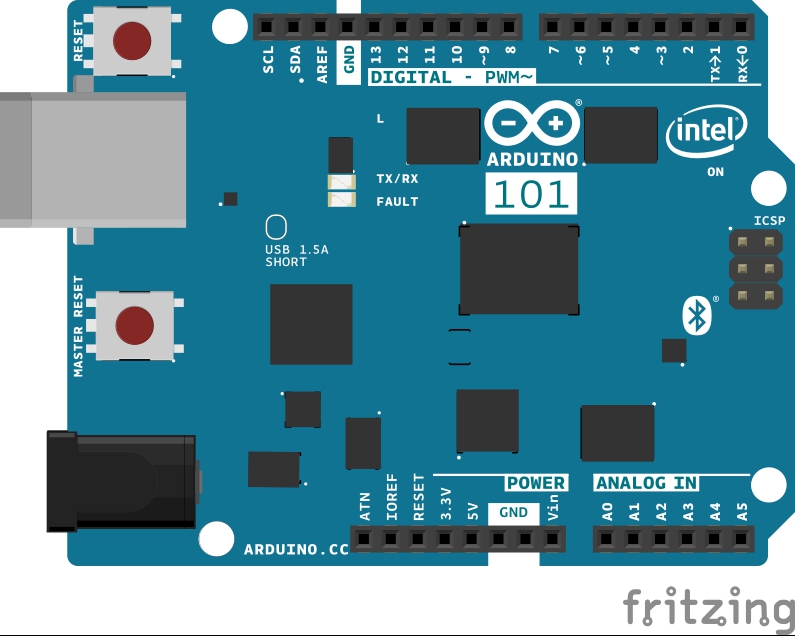 RESET
SCL
SDA
AREF
GND
13
12
11
10
~9
8
7
~6
~5
4
~3
2
TX→1
RX←0
DIGITAL - PWM~
L
®
ARDUINO
intel
ON
TX/RX
FAULT
101
ICSP
USB 1.5A
SHORT
MASTER RESET
®
POWER
ANALOG IN
ATN
IOREF
RESET
3.3V
5V
GND
Vin
A0
A1
A2
A3
A4
A5
ARDUINO.CC
fritzing